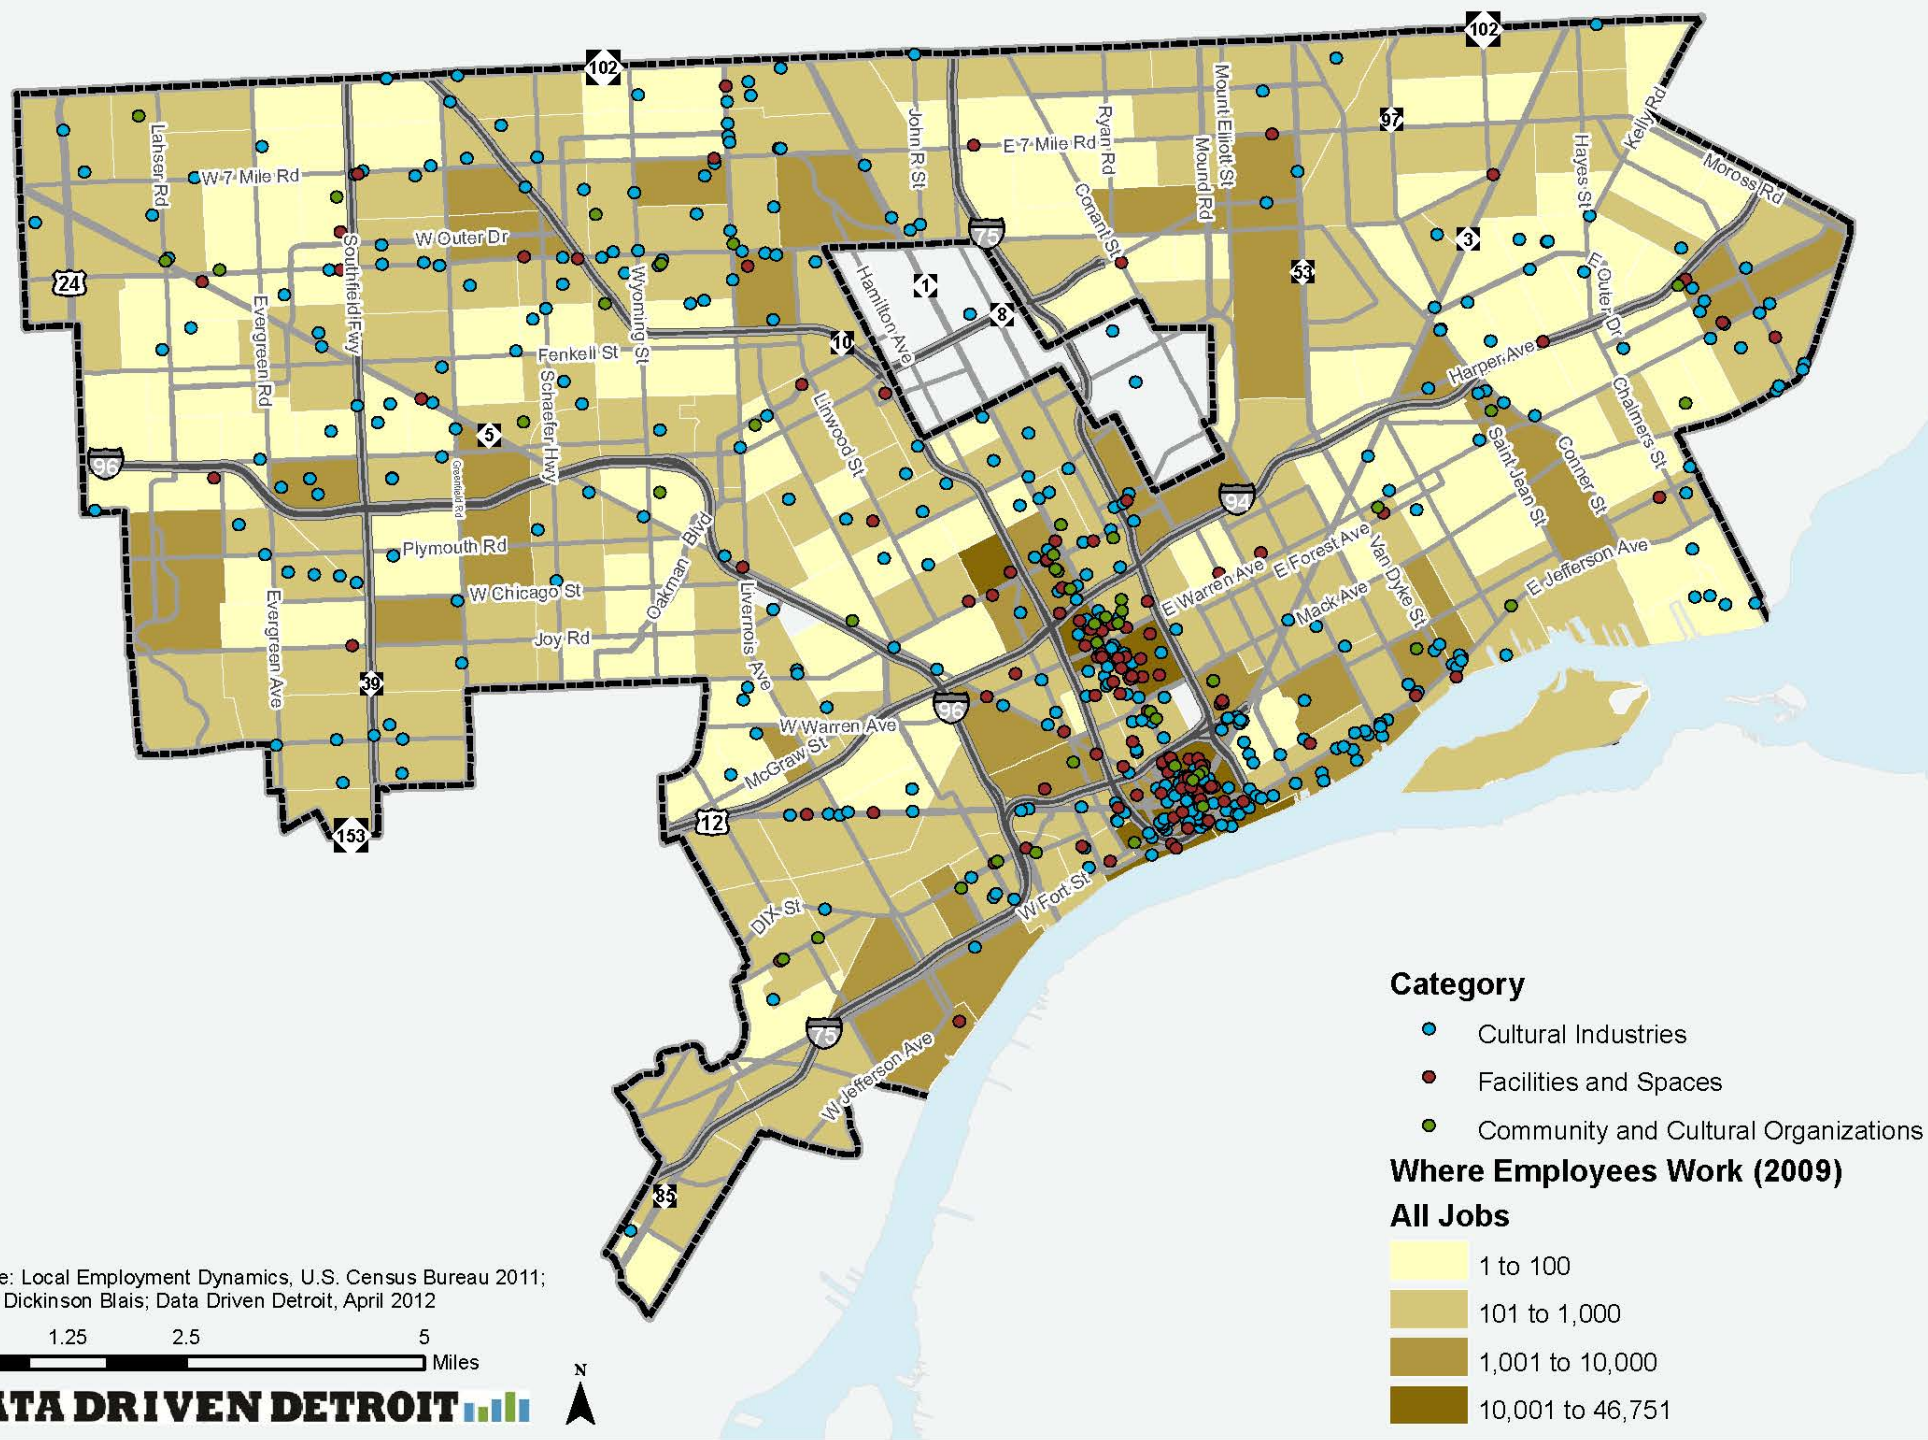 102
102
97
Lahser Rd
W 7 Mile Rd
John R St
E 7 Mile Rd
Ryan Rd
Mount Elliott St
Mound Rd
Conant St
Hayes St
Kelly Rd
Moross Rd
W Outer Dr
24
Southfield Fwy
Evergreen Rd
Wyoming St
Fenkell St
Schaefer Hwy
75
1
8
Hamilton Ave
10
53
3
E Outer Dr
Harper Ave
Chalmers St
Linwood St
5
96
Greenfield Rd
94
Saint Jean St
Conner St
Plymouth Rd
Oakman Blvd
W Chicago St
Joy Rd
Evergreen Ave
Livernois Ave
E Warren Ave
E Forest Ave
Van Dyke St
Mack Ave
E Jefferson Ave
39
96
W Warren Ave
McGraw St
12
153
DIX St
W Fort St
75
W Jefferson Ave
85
Category
Cultural Industries
Facilities and Spaces
Community and Cultural Organizations
Where Employees Work (2009)
All Jobs
1 to 100
101 to 1,000
1,001 to 10,000
10,001 to 46,751
e: Local Employment Dynamics, U.S. Census Bureau 2011;
Dickinson Blais; Data Driven Detroit, April 2012
1.25 2.5 5
Miles
N
ATA DRIVEN DETROIT